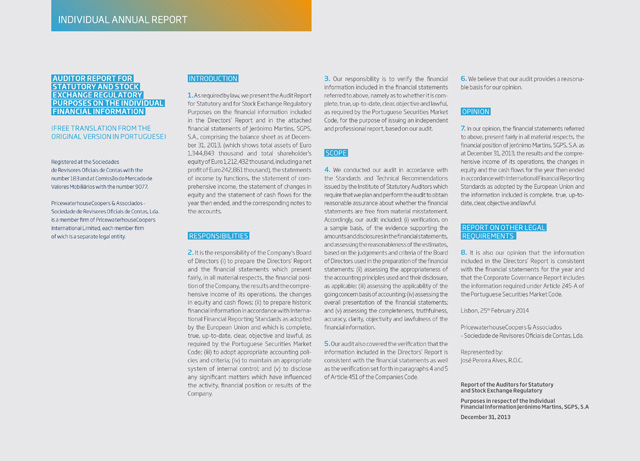 INDIVIDUAL ANNUAL REPORT
AUDITOR REPORT FOR
STATUTORY AND STOCK
EXCHANGE REGULATORY
PURPOSES ON THE INDIVIDUAL
FINANCIAL INFORMATION
(FREE TRANSLATION FROM THE
ORIGINAL VERSION IN PORTUGUESE)
Registered at the Sociedades
de Revisores Oficiais de Contas with the
number 183 and at Comissão de Mercado de
Valores Mobiliários with the number 9077.
PricewaterhouseCoopers & Associados -
Sociedade de Revisores Oficiais de Contas, Lda.
is a member firm of PricewaterhouseCoopers
International Limited, each member firm
of wich is a separate legal entity.
INTRODUCTION
1. As required by law, we present the Audit Report
for Statutory and for Stock Exchange Regulatory
Purposes on the financial information included
in the Directors' Report and in the attached
financial statements of Jerónimo Martins, SGPS,
S.A., comprising the balance sheet as at Decem-
ber 31, 2013, (which shows total assets of Euro
1,344,843 thousand and total shareholder's
equity of Euro 1,212,432 thousand, including a net
profit of Euro 242,861 thousand), the statements
of income by functions, the statement of com-
prehensive income, the statement of changes in
equity and the statement of cash flows for the
year then ended, and the corresponding notes to
the accounts.
RESPONSIBILITIES
2. It is the responsibility of the Company's Board
of Directors (i) to prepare the Directors' Report
and the financial statements which present
fairly, in all material respects, the financial posi-
tion of the Company, the results and the compre-
hensive income of its operations, the changes
in equity and cash flows; (ii) to prepare historic
financial information in accordance with Interna-
tional Financial Reporting Standards as adopted
by the European Union and which is complete,
true, up-to-date, clear, objective and lawful, as
required by the Portuguese Securities Market
Code; (iii) to adopt appropriate accounting poli-
cies and criteria; (iv) to maintain an appropriate
system of internal control; and (v) to disclose
any significant matters which have influenced
the activity, financial position or results of the
Company.
3. Our responsibility is to verify the financial
information included in the financial statements
referred to above, namely as to whether it is com-
plete, true, up-to-date, clear, objective and lawful,
as required by the Portuguese Securities Market
Code, for the purpose of issuing an independent
and professional report, based on our audit.
SCOPE
4. We conducted our audit in accordance with
the Standards and Technical Recommendations
issued by the Institute of Statutory Auditors which
require that we plan and perform the audit to obtain
reasonable assurance about whether the financial
statements are free from material misstatement.
Accordingly, our audit included: (i) verification, on
a sample basis, of the evidence supporting the
amounts and disclosures in the financial statements,
and assessing the reasonableness of the estimates,
based on the judgements and criteria of the Board
of Directors used in the preparation of the financial
statements; (ii) assessing the appropriateness of
the accounting principles used and their disclosure,
as applicable; (iii) assessing the applicability of the
going concern basis of accounting; (iv) assessing the
overall presentation of the financial statements;
and (v) assessing the completeness, truthfulness,
accuracy, clarity, objectivity and lawfulness of the
financial information.
5. Our audit also covered the verification that the
information included in the Directors' Report is
consistent with the financial statements as well
as the verification set forth in paragraphs 4 and 5
of Article 451 of the Companies Code.
6. We believe that our audit provides a reasona-
ble basis for our opinion.
OPINION
7. In our opinion, the financial statements referred
to above, present fairly in all material respects, the
financial position of Jerónimo Martins, SGPS, S.A. as
at December 31, 2013, the results and the compre-
hensive income of its operations, the changes in
equity and the cash flows for the year then ended
in accordance with International Financial Reporting
Standards as adopted by the European Union and
the information included is complete, true, up-to-
date, clear, objective and lawful.
REPORT ON OTHER LEGAL
REQUIREMENTS
8. It is also our opinion that the information
included in the Directors' Report is consistent
with the financial statements for the year and
that the Corporate Governance Report includes
the information required under Article 245-A of
the Portuguese Securities Market Code.
Lisbon, 25th February 2014
PricewaterhouseCoopers & Associados
- Sociedade de Revisores Oficiais de Contas, Lda.
Represented by:
José Pereira Alves, R.O.C.
Report of the Auditors for Statutory
and Stock Exchange Regulatory
Purposes in respect of the Individual
Financial Information Jerónimo Martins, SGPS, S.A
December 31, 2013